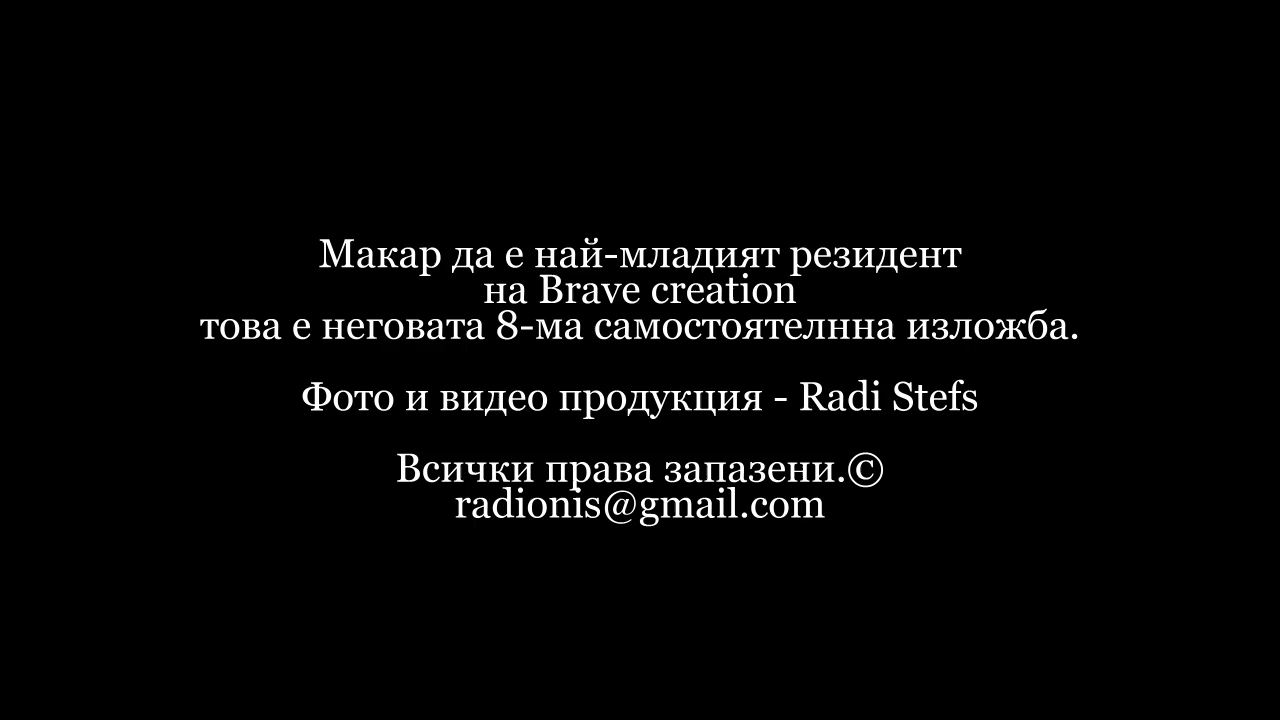 Макар да е най-младият резидент
на Brave creation
това е неговата 8-ма самостоятелнна изложба.
Фото и видео продукция - Radi Stefs
Всички права запазени.©
radionis@gmail.com